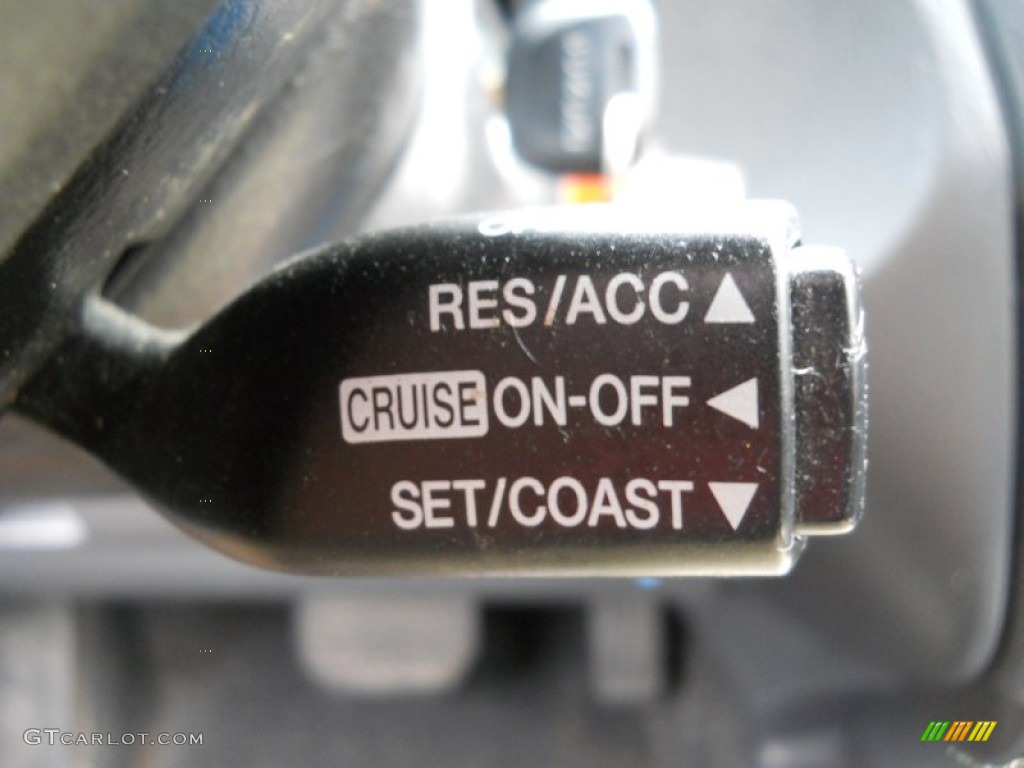 RES/ACC ▲
CRUISE ON-OFF ◀
SET/COAST ▼
GTCARLOT.COM